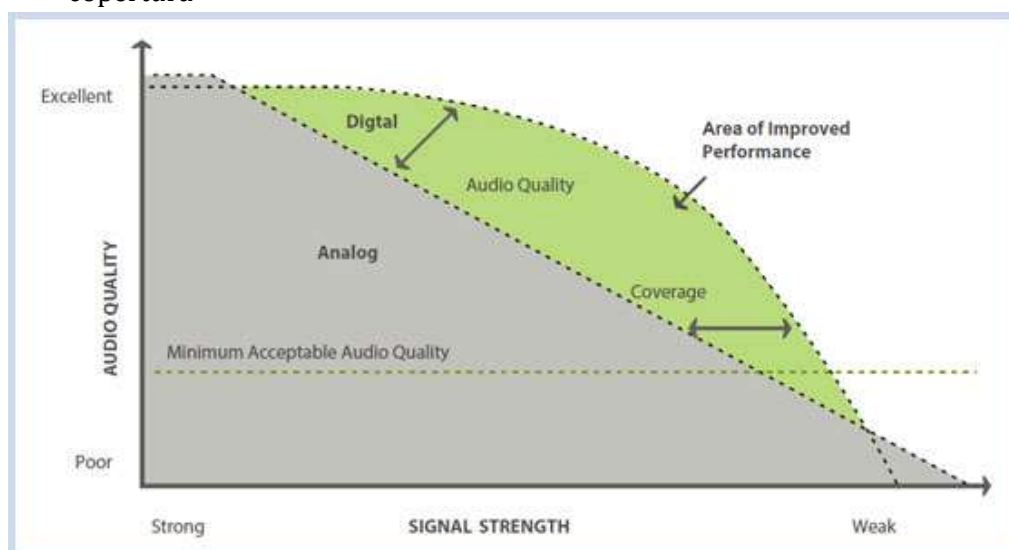 copertura
Excellent
Digtal
Area of Improved
Performance
Audio Quality
Analog
Coverage
AUDIO QUALITY
Minimum Acceptable Audio Quality
Poor
Strong
SIGNAL STRENGTH
Weak